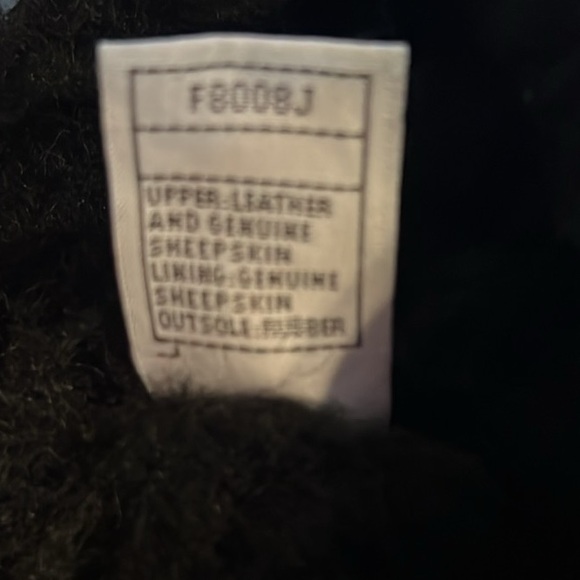 F8008J
UPPER:LEATHER
AND GENUINE
SHEEPSKIN
LINING:GENUINE
SHEEPSKIN
OUTSOLE:RUBBER